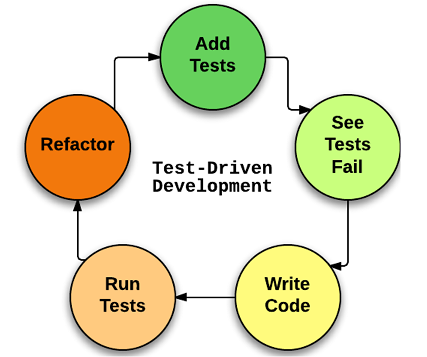 Add
Tests
See
Tests
Fail
Write
Code
Run
Tests
Refactor
Test-Driven
Development